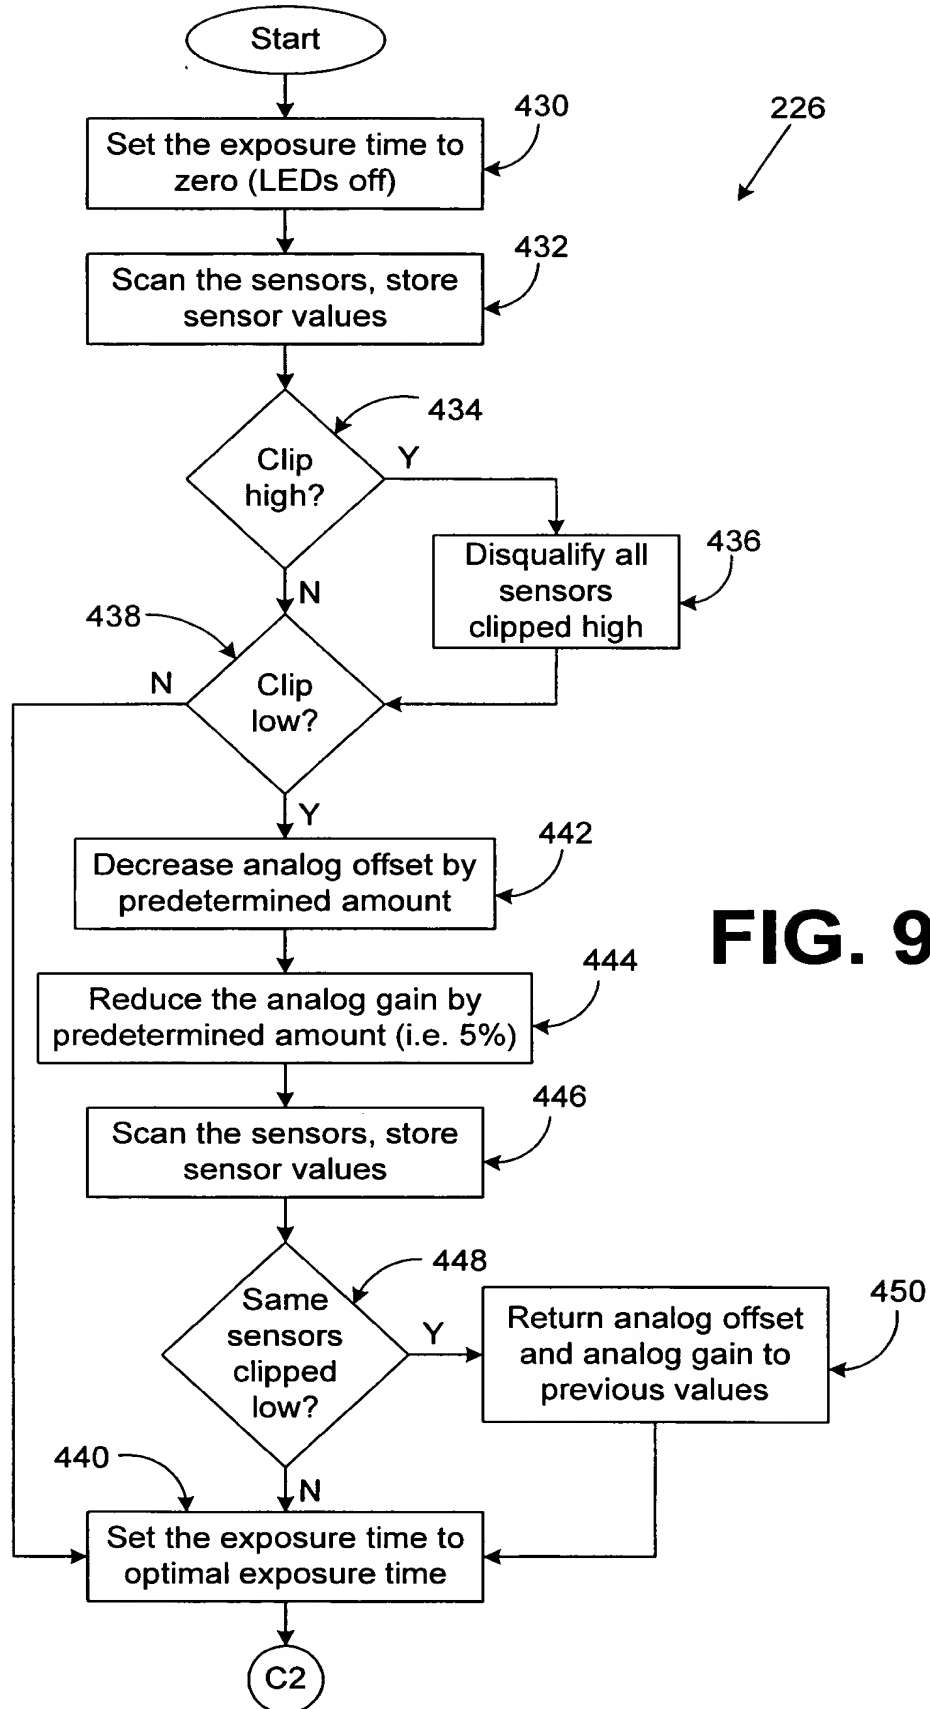 Start
430
226
Set the exposure time to
zero (LEDs off)
432
Scan the sensors, store
sensor values
434
Clip
high?
Y
436
Disqualify all
sensors
clipped high
N
438
Clip
low?
N
Y
442
Decrease analog offset by
predetermined amount
FIG. 9
444
Reduce the analog gain by
predetermined amount (i.e. 5%)
446
Scan the sensors, store
sensor values
448
Same
sensors
clipped
low?
Y
450
Return analog offset
and analog gain to
previous values
440
N
Set the exposure time to
optimal exposure time
C2